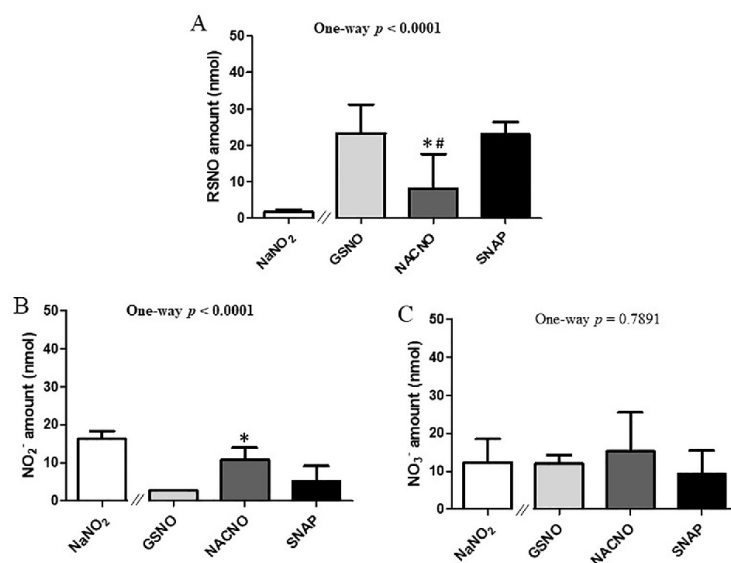 A
One-way p < 0.0001
RSNO amount (nmol)
50
40
30
20
10
0
* #
//
NaNO₂
GSNO
NACNO
SNAP
B
One-way p < 0.0001
NO₂⁻ amount (nmol)
50
40
30
20
10
0
*
//
NaNO₂
GSNO
NACNO
SNAP
C
One-way p = 0.7891
NO₃⁻ amount (nmol)
50
40
30
20
10
0
//
NaNO₂
GSNO
NACNO
SNAP